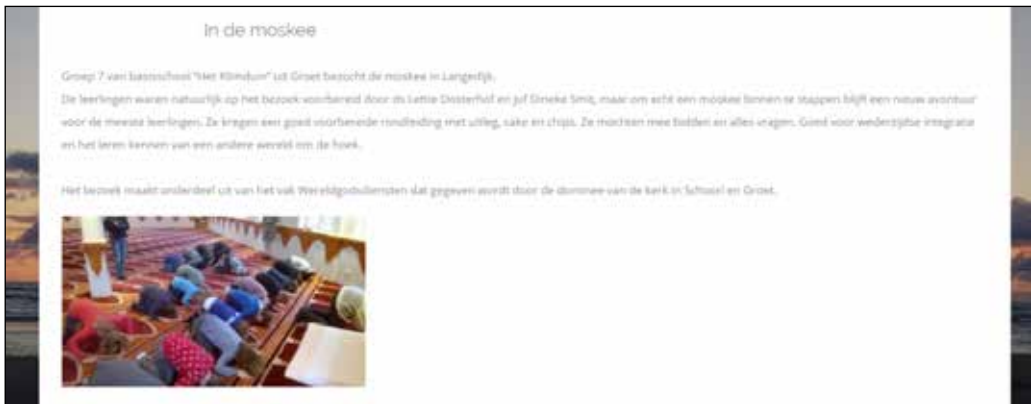 In de moskee
Groep 7 van basisschool "Het Klimduin" uit Groet bezocht de moskee in Langedijk.
De leerlingen waren natuurlijk op het bezoek voorbereid door ds Lettie Oosterhof en juf Dineke Smit, maar om echt een moskee binnen te stappen blijft een nieuw avontuur
voor de meeste leerlingen. Ze kregen een goed voorbereide rondleiding met uitleg, cake en chips. Ze mochten mee bidden en alles vragen. Goed voor wederzijdse integratie
en het leren kennen van een andere wereld om de hoek.
Het bezoek maakt onderdeel uit van het vak Wereldgodsdiensten dat gegeven wordt door de dominee van de kerk in Schoorl en Groet.